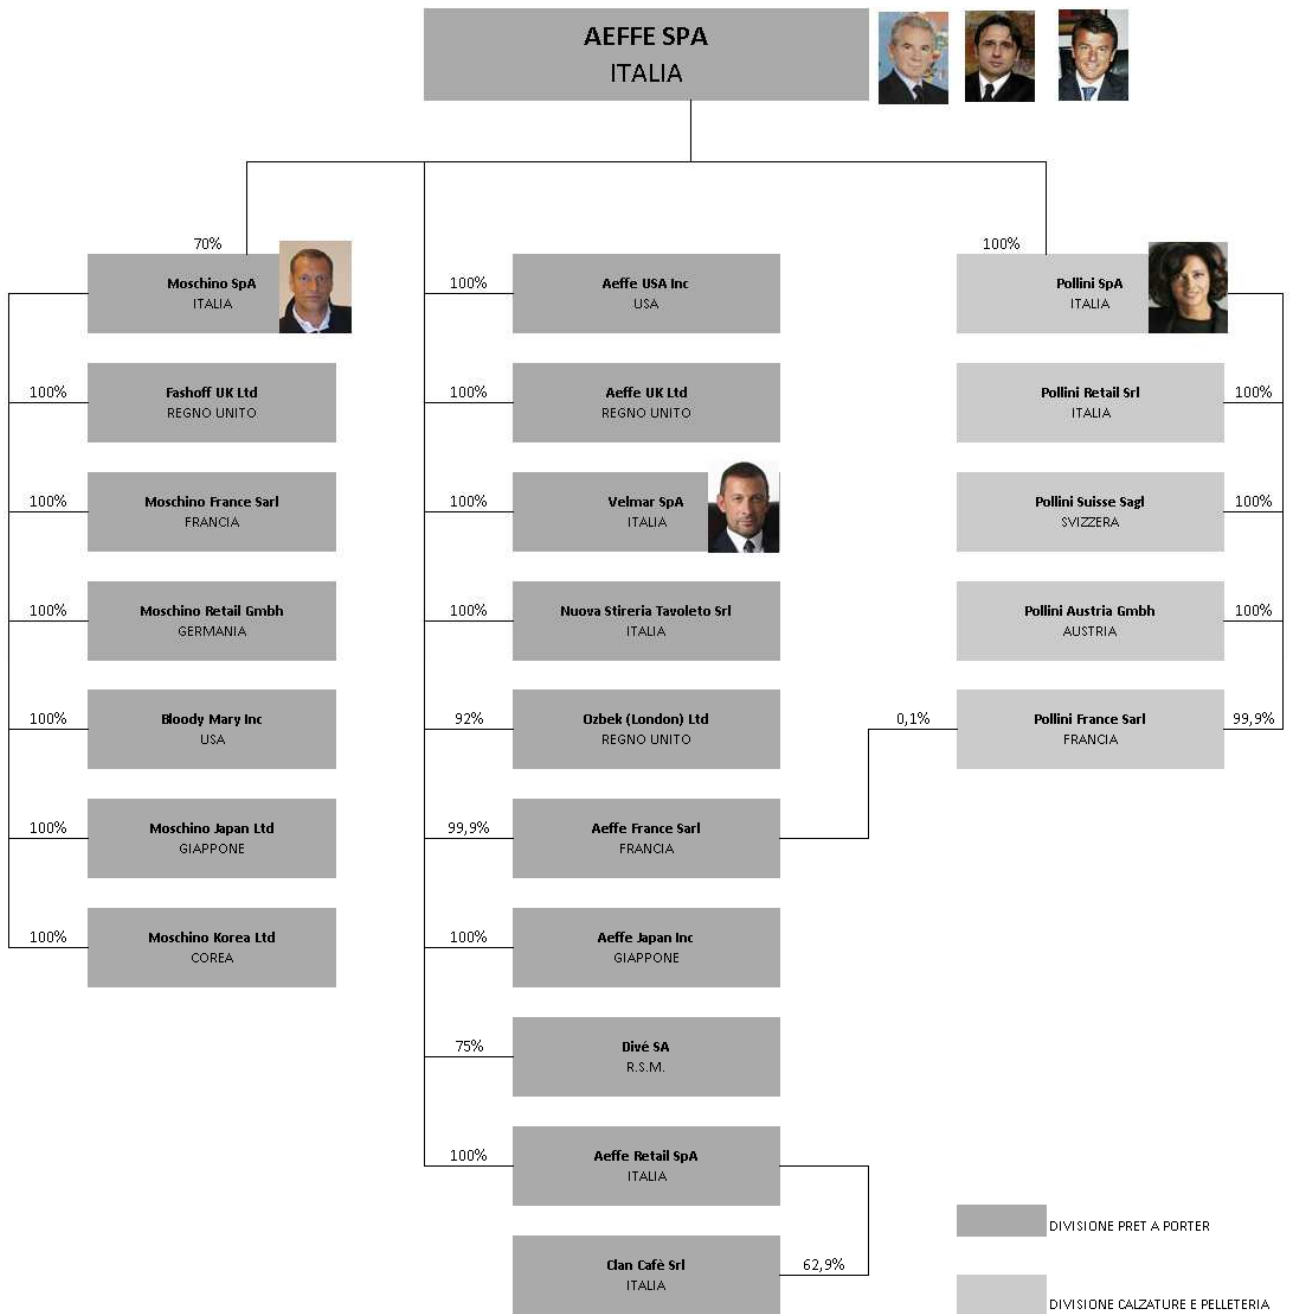 AEFFE SPA
ITALIA
70%
Moschino SpA
ITALIA
100%
Fashoff UK Ltd
REGNO UNITO
100%
Moschino France Sarl
FRANCIA
100%
Moschino Retail Gmbh
GERMANIA
100%
Bloody Mary Inc
USA
100%
Moschino Japan Ltd
GIAPPONE
100%
Moschino Korea Ltd
COREA
100%
Aeffe USA Inc
USA
100%
Aeffe UK Ltd
REGNO UNITO
100%
Velmar SpA
ITALIA
100%
Nuova Stireria Tavoleto Srl
ITALIA
92%
Ozbek (London) Ltd
REGNO UNITO
99,9%
Aeffe France Sarl
FRANCIA
100%
Aeffe Japan Inc
GIAPPONE
75%
Divé SA
R.S.M.
100%
Aeffe Retail SpA
ITALIA
Clan Cafè Srl
ITALIA
62,9%
100%
Pollini SpA
ITALIA
Pollini Retail Srl
ITALIA
100%
Pollini Suisse Sagl
SVIZZERA
100%
Pollini Austria Gmbh
AUSTRIA
100%
0,1%
Pollini France Sarl
FRANCIA
99,9%
DIVISIONE PRET A PORTER
DIVISIONE CALZATURE E PELLETERIA